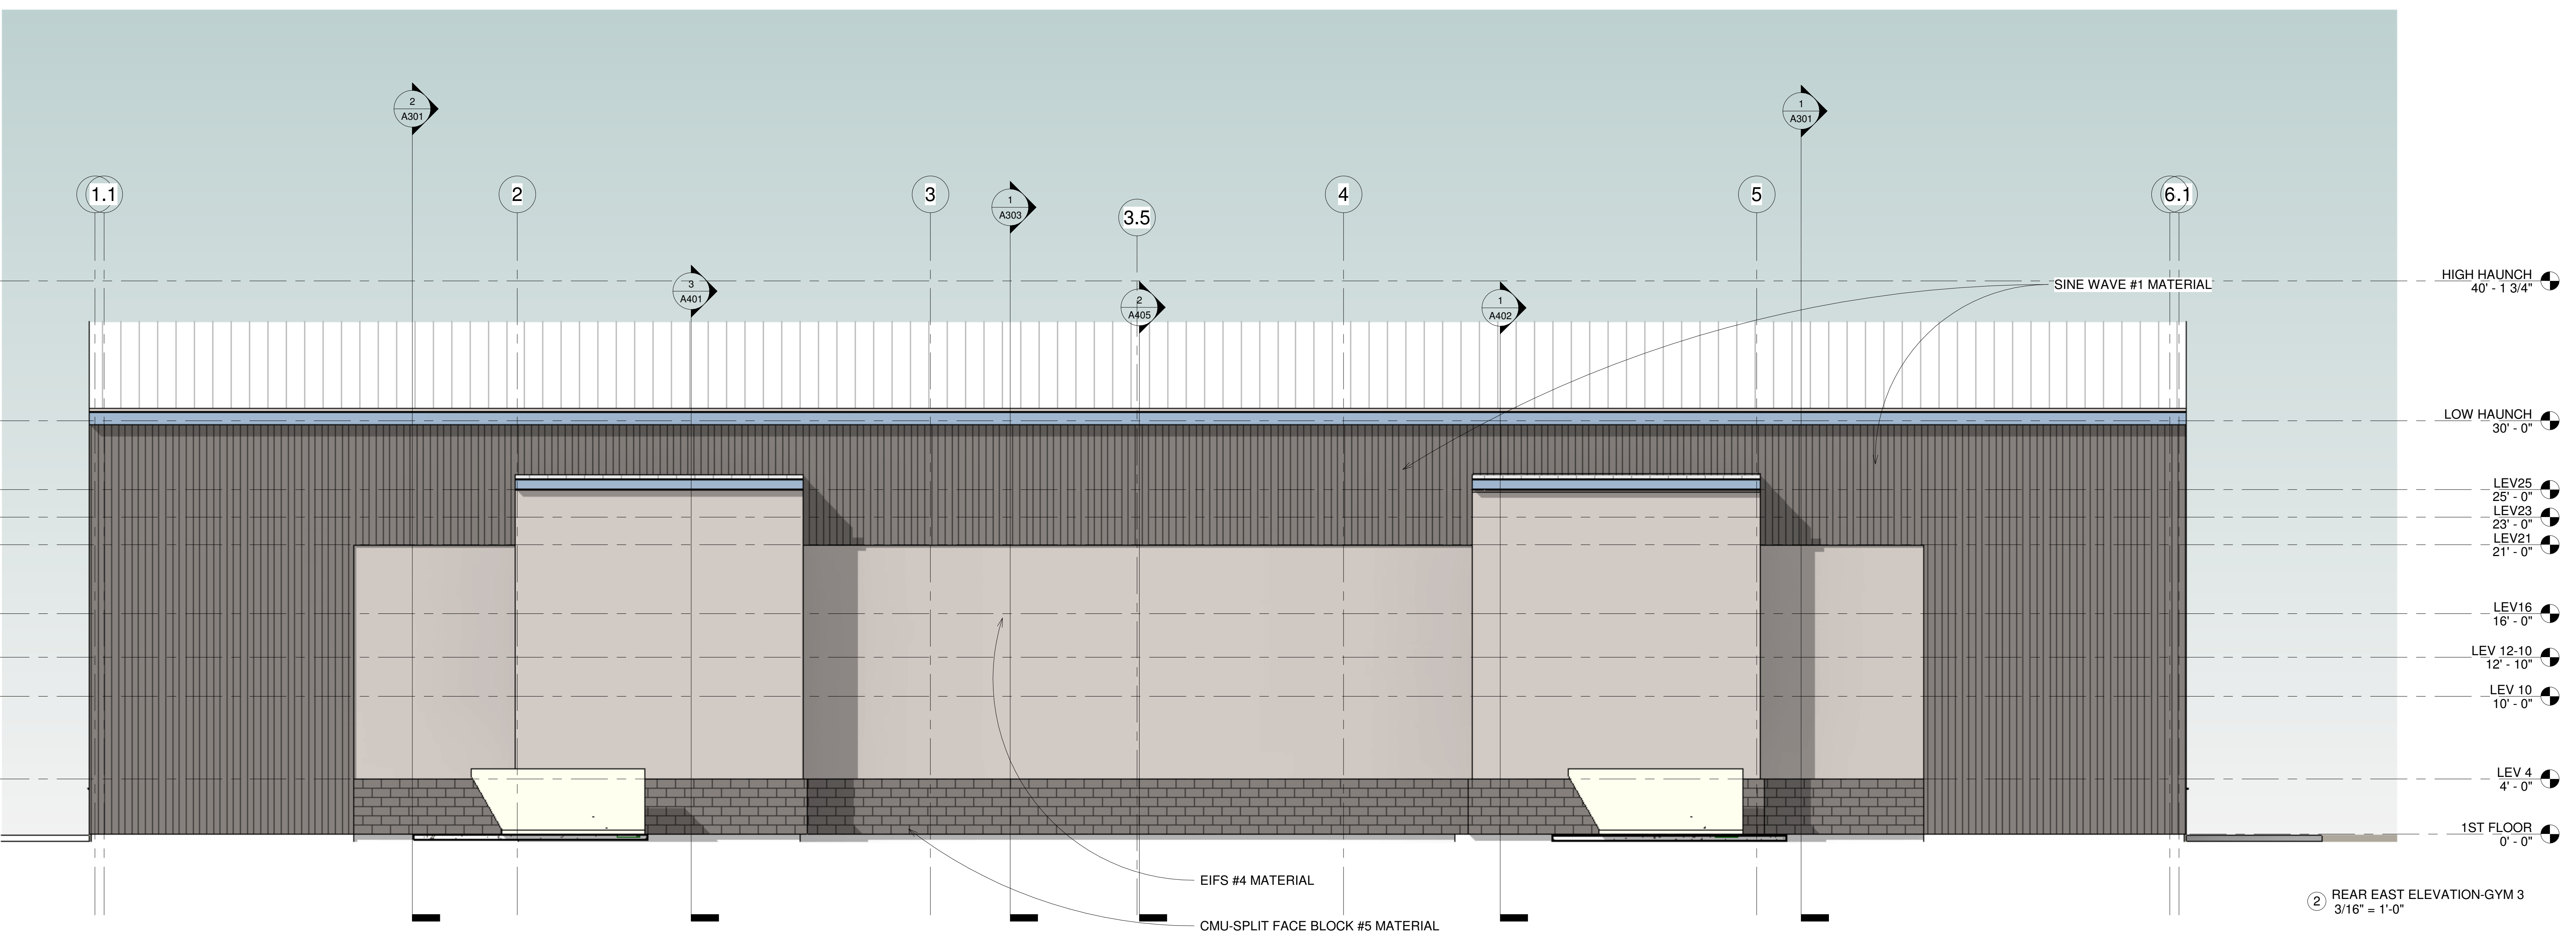 2
A301
1
A301
1.1
2
3
1
A303
3.5
4
5
6.1
3
A401
2
A405
1
A402
SINE WAVE #1 MATERIAL
HIGH HAUNCH
40' - 1 3/4"
LOW HAUNCH
30' - 0"
LEV25
25' - 0"
LEV23
23' - 0"
LEV21
21' - 0"
LEV16
16' - 0"
LEV 12-10
12' - 10"
LEV 10
10' - 0"
LEV 4
4' - 0"
1ST FLOOR
0' - 0"
EIFS #4 MATERIAL
CMU-SPLIT FACE BLOCK #5 MATERIAL
2 REAR EAST ELEVATION-GYM 3
3/16" = 1'-0"